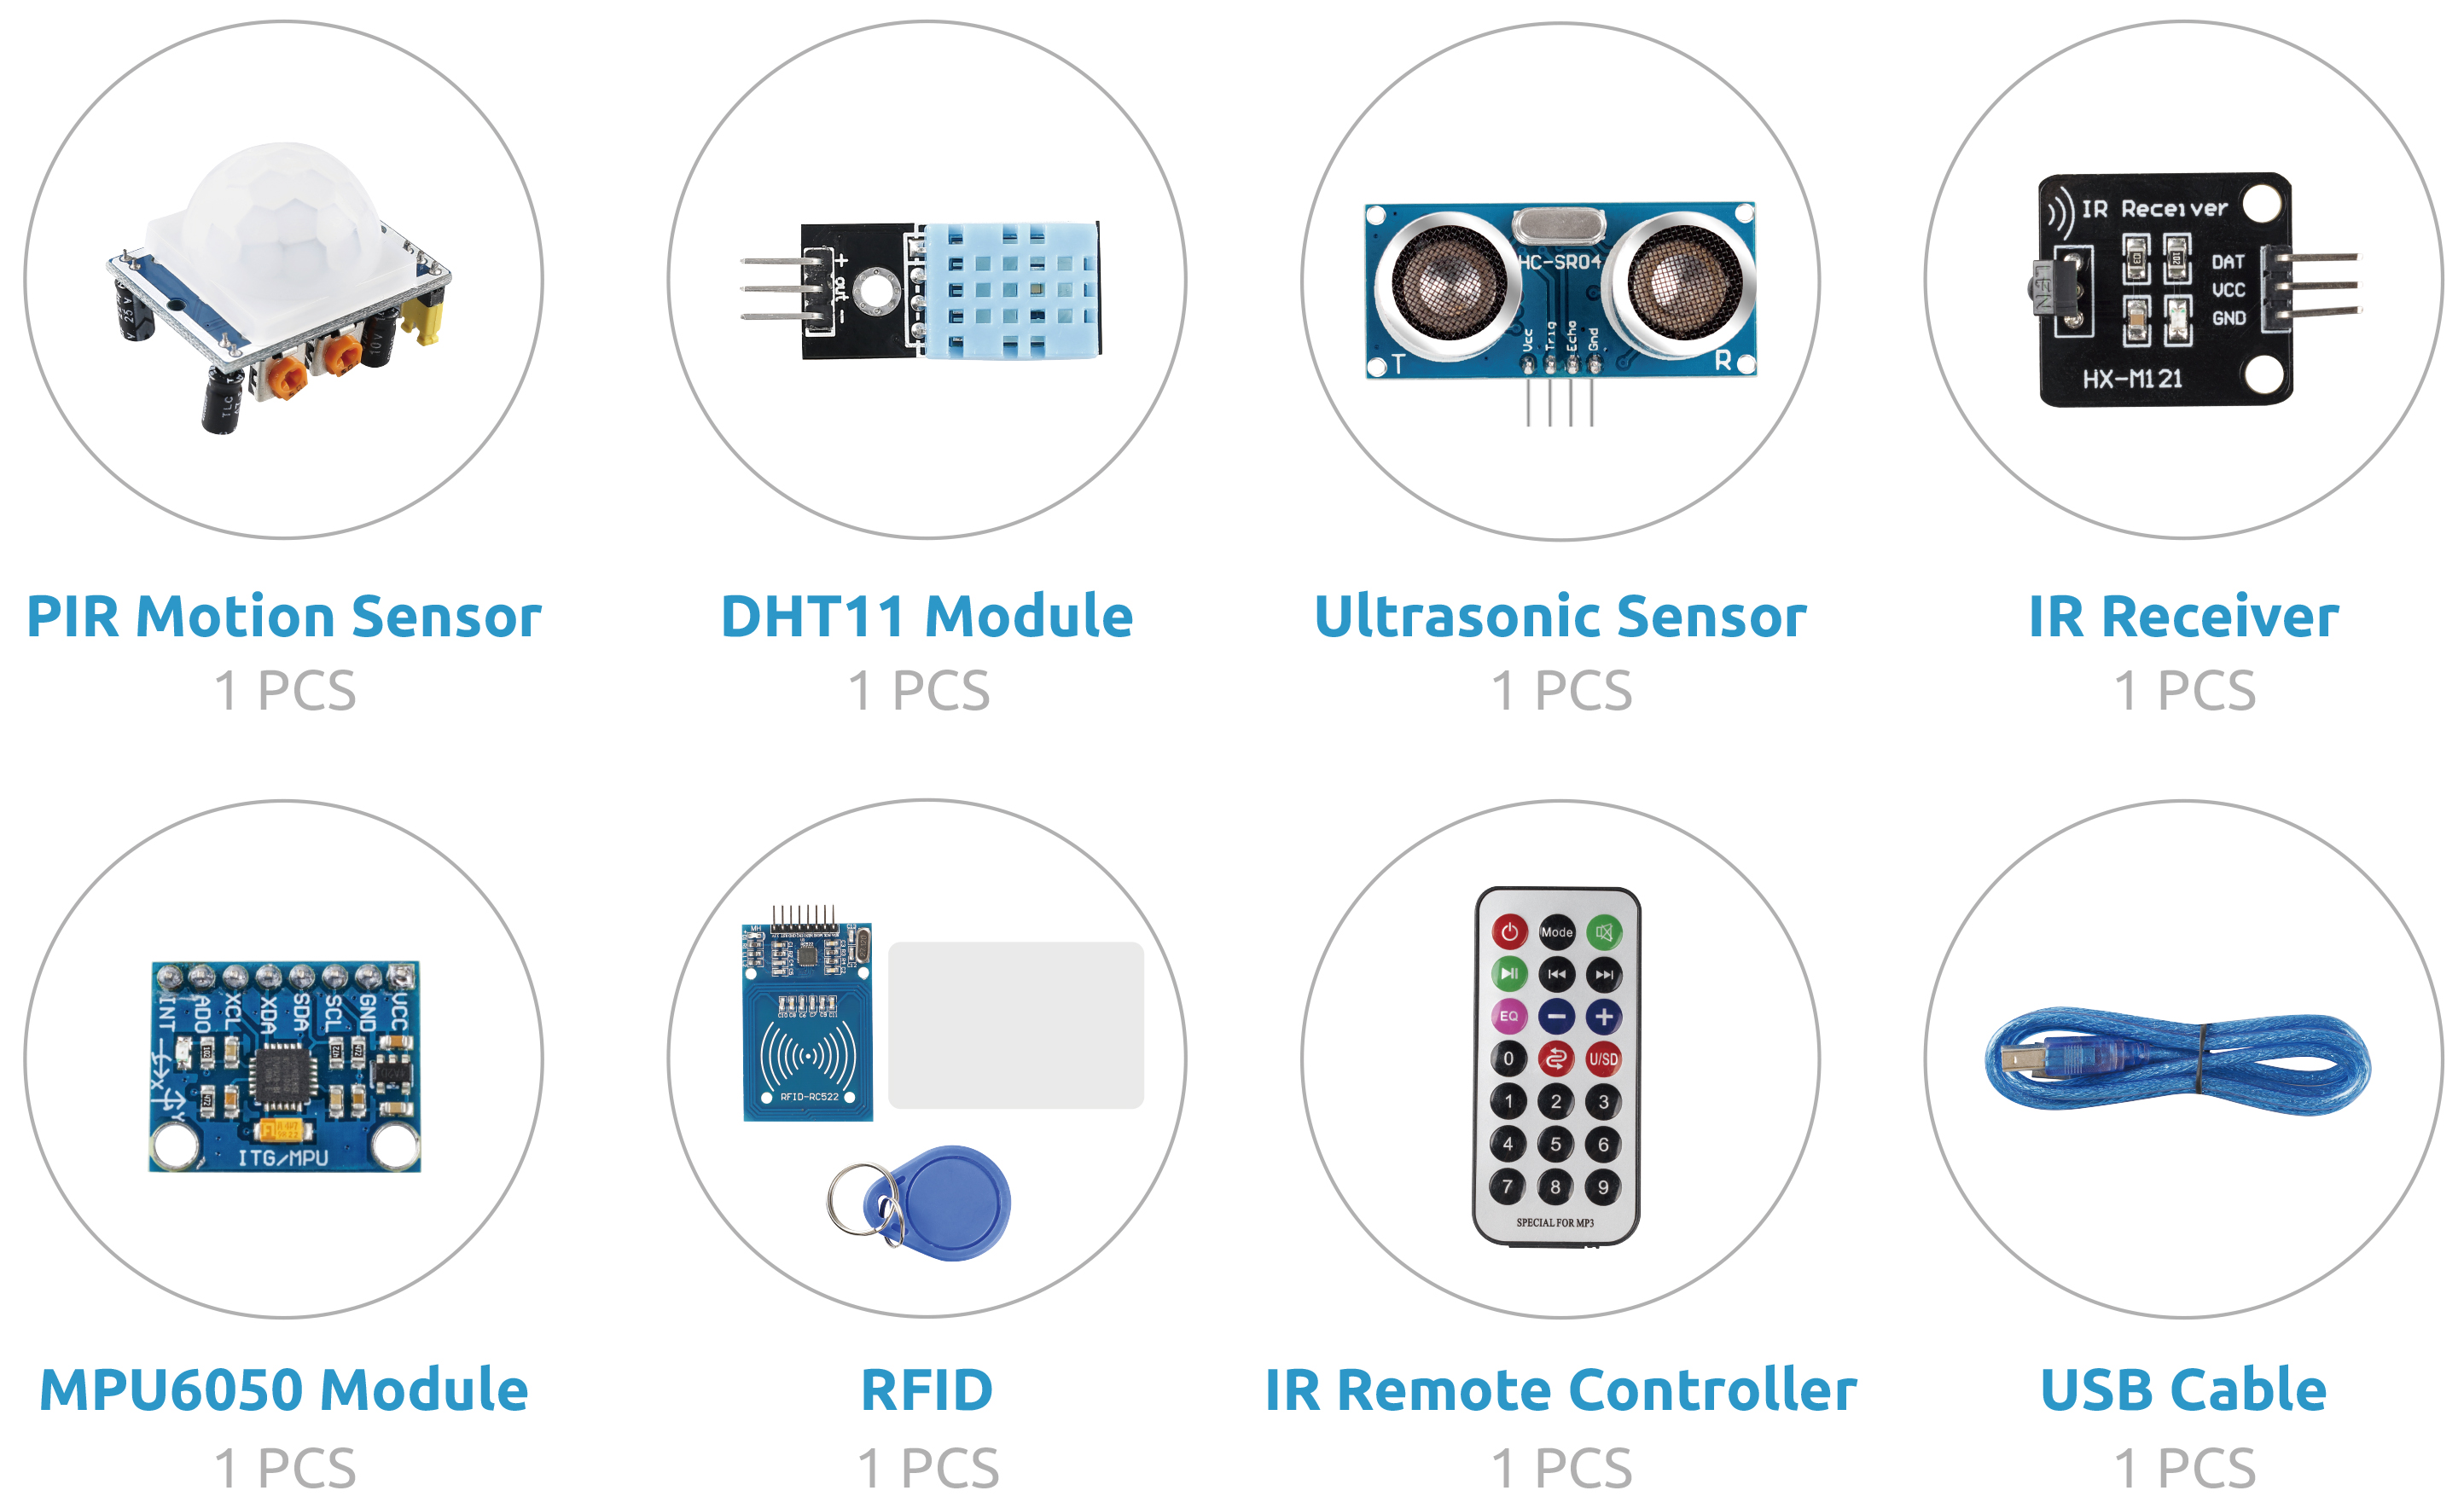 +
out
-
HC-SR04
Vcc
Trig
Echo
Gnd
T
R
IR Receiver
103
102
DAT
VCC
GND
HX-M121
PIR Motion Sensor
DHT11 Module
Ultrasonic Sensor
IR Receiver
1 PCS
1 PCS
1 PCS
1 PCS
INT
ADO
XCL
XDA
SDA
SCL
GND
VCC
X
Y
ITG/MPU
RFID-RC522
Mode
EQ
0
U/SD
1 2 3
4 5 6
7 8 9
SPECIAL FOR MP3
MPU6050 Module
RFID
IR Remote Controller
USB Cable
1 PCS
1 PCS
1 PCS
1 PCS